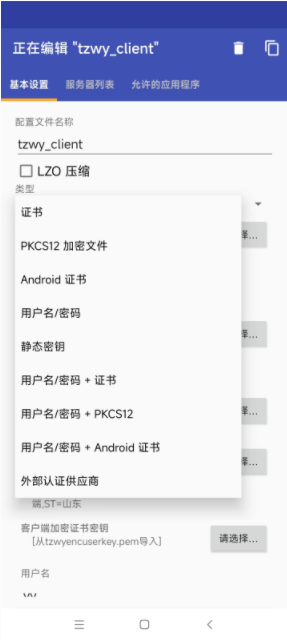 正在编辑 "tzwy_client"
基本设置 服务器列表 允许的应用程序
配置文件名称
tzwy_client
LZO 压缩
类型
证书
PKCS12 加密文件
Android 证书
用户名/密码
静态密钥
用户名/密码 + 证书
用户名/密码 + PKCS12
用户名/密码 + Android 证书
外部认证供应商
择...
择...
择...
择...
端,ST=山东
客户端加密证书密钥
[从tzwyencuserkey.pem导入]
请选择...
用户名